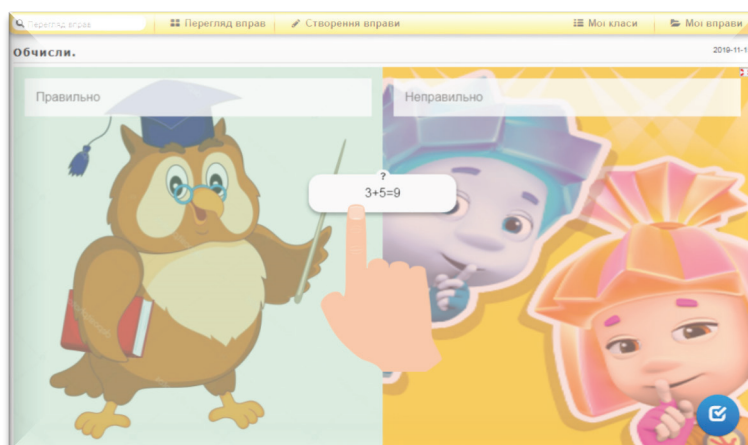 Перегляд вправ
Перегляд вправ
Створення вправи
Мої класи
Мої вправи
Обчисли.
2019-11-1
Правильно
Неправильно
?
3+5=9